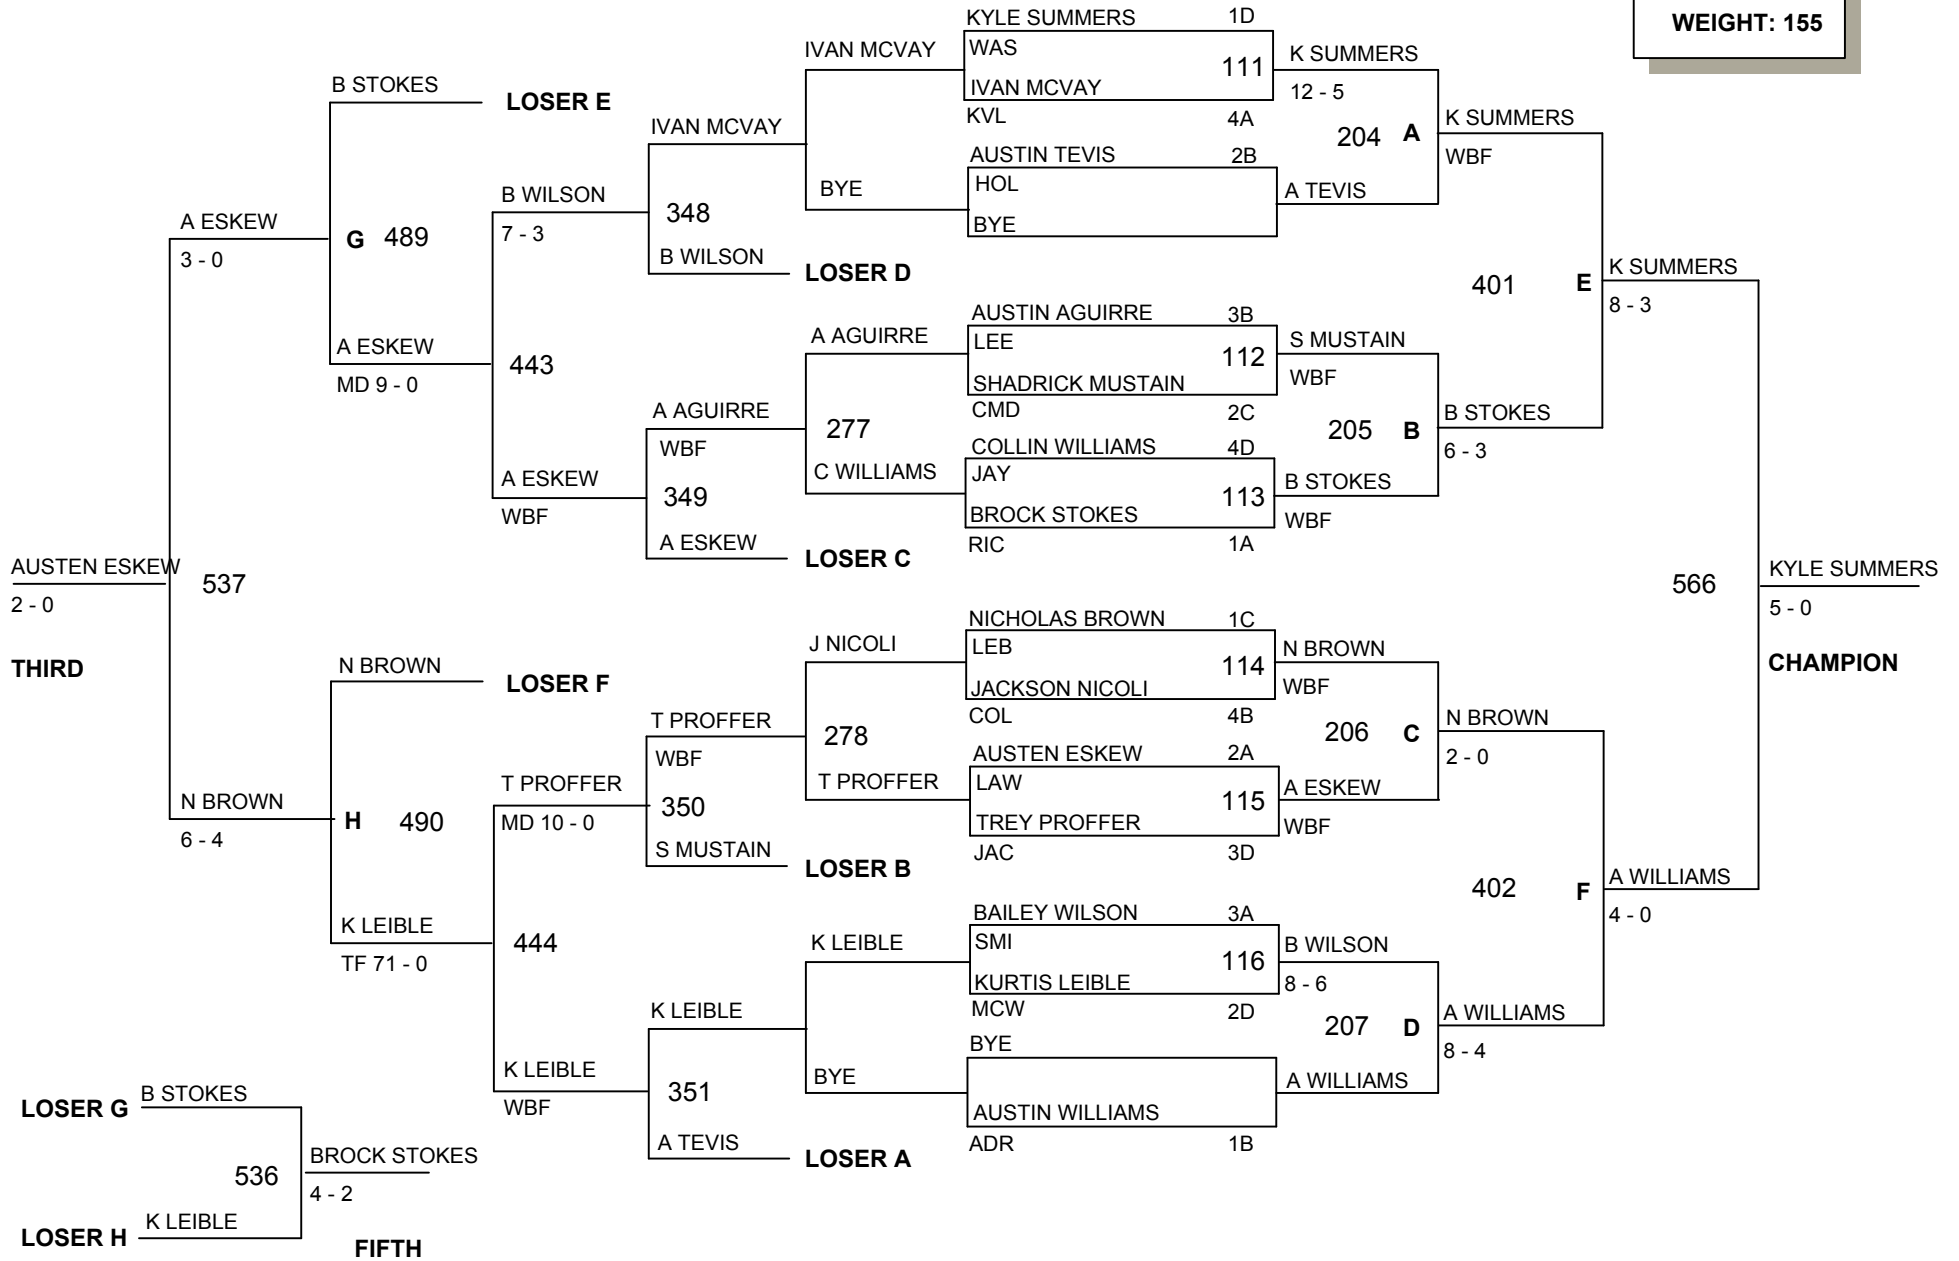 WEIGHT: 155
KYLE SUMMERS 1D
WAS
111
IVAN MCVAY
KVL 4A
AUSTIN TEVIS 2B
HOL
BYE
AUSTIN AGUIRRE 3B
LEE
112
SHADRICK MUSTAIN
CMD 2C
COLLIN WILLIAMS 4D
JAY
113
BROCK STOKES
RIC 1A
NICHOLAS BROWN 1C
LEB
114
JACKSON NICOLI
COL 4B
AUSTEN ESKEW 2A
LAW
115
TREY PROFFER
JAC 3D
BAILEY WILSON 3A
SMI
116
KURTIS LEIBLE
MCW 2D
BYE
AUSTIN WILLIAMS
ADR 1B
K SUMMERS
12 - 5
204 A
A TEVIS
S MUSTAIN
WBF
205 B
B STOKES
WBF
N BROWN
WBF
206 C
A ESKEW
WBF
B WILSON
8 - 6
207 D
A WILLIAMS
K SUMMERS
WBF
401 E
B STOKES
6 - 3
N BROWN
2 - 0
402 F
A WILLIAMS
8 - 4
K SUMMERS
8 - 3
566
A WILLIAMS
4 - 0
KYLE SUMMERS
5 - 0
CHAMPION
IVAN MCVAY
BYE
A AGUIRRE
277
C WILLIAMS
J NICOLI
278
T PROFFER
K LEIBLE
BYE
IVAN MCVAY
348
B WILSON
LOSER D
A AGUIRRE
WBF
349
A ESKEW
LOSER C
T PROFFER
WBF
350
S MUSTAIN
LOSER B
K LEIBLE
351
A TEVIS
LOSER A
B WILSON
7 - 3
443
A ESKEW
WBF
T PROFFER
MD 10 - 0
444
K LEIBLE
WBF
B STOKES
LOSER E
G 489
A ESKEW
MD 9 - 0
N BROWN
LOSER F
H 490
K LEIBLE
TF 71 - 0
A ESKEW
3 - 0
537
N BROWN
6 - 4
AUSTEN ESKEW
2 - 0
THIRD
LOSER G
B STOKES
536
LOSER H
K LEIBLE
BROCK STOKES
4 - 2
FIFTH